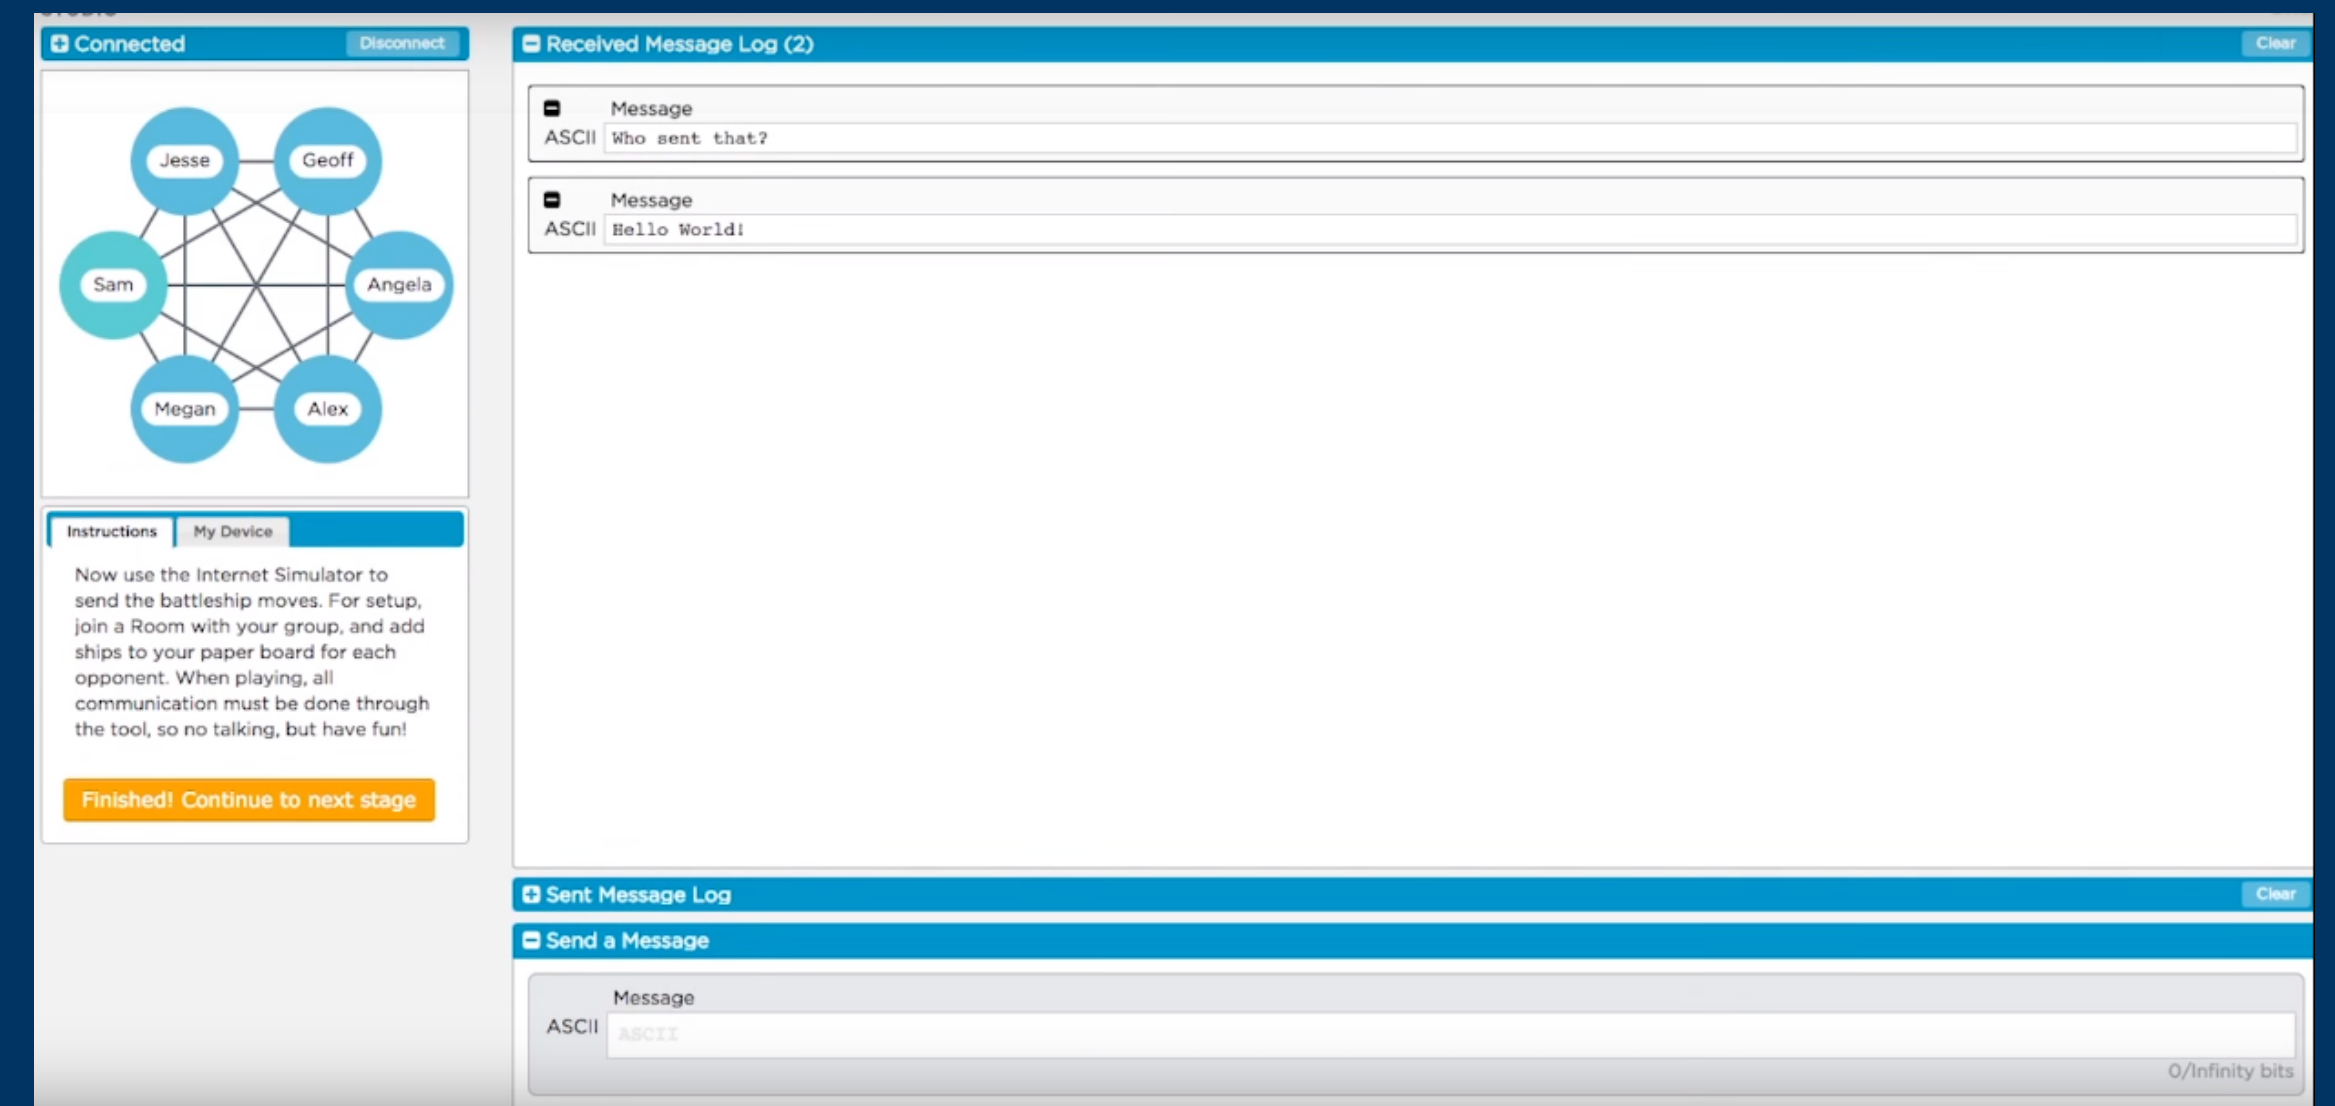 Connected
Disconnect
Jesse
Geoff
Sam
Angela
Megan
Alex
Instructions
My Device
Now use the Internet Simulator to
send the battleship moves. For setup,
join a Room with your group, and add
ships to your paper board for each
opponent. When playing, all
communication must be done through
the tool, so no talking, but have fun!
Finished! Continue to next stage
Received Message Log (2)
Clear
Message
ASCII Who sent that?
Message
ASCII Hello World!
Sent Message Log
Clear
Send a Message
Message
ASCII ASCII
0/Infinity bits